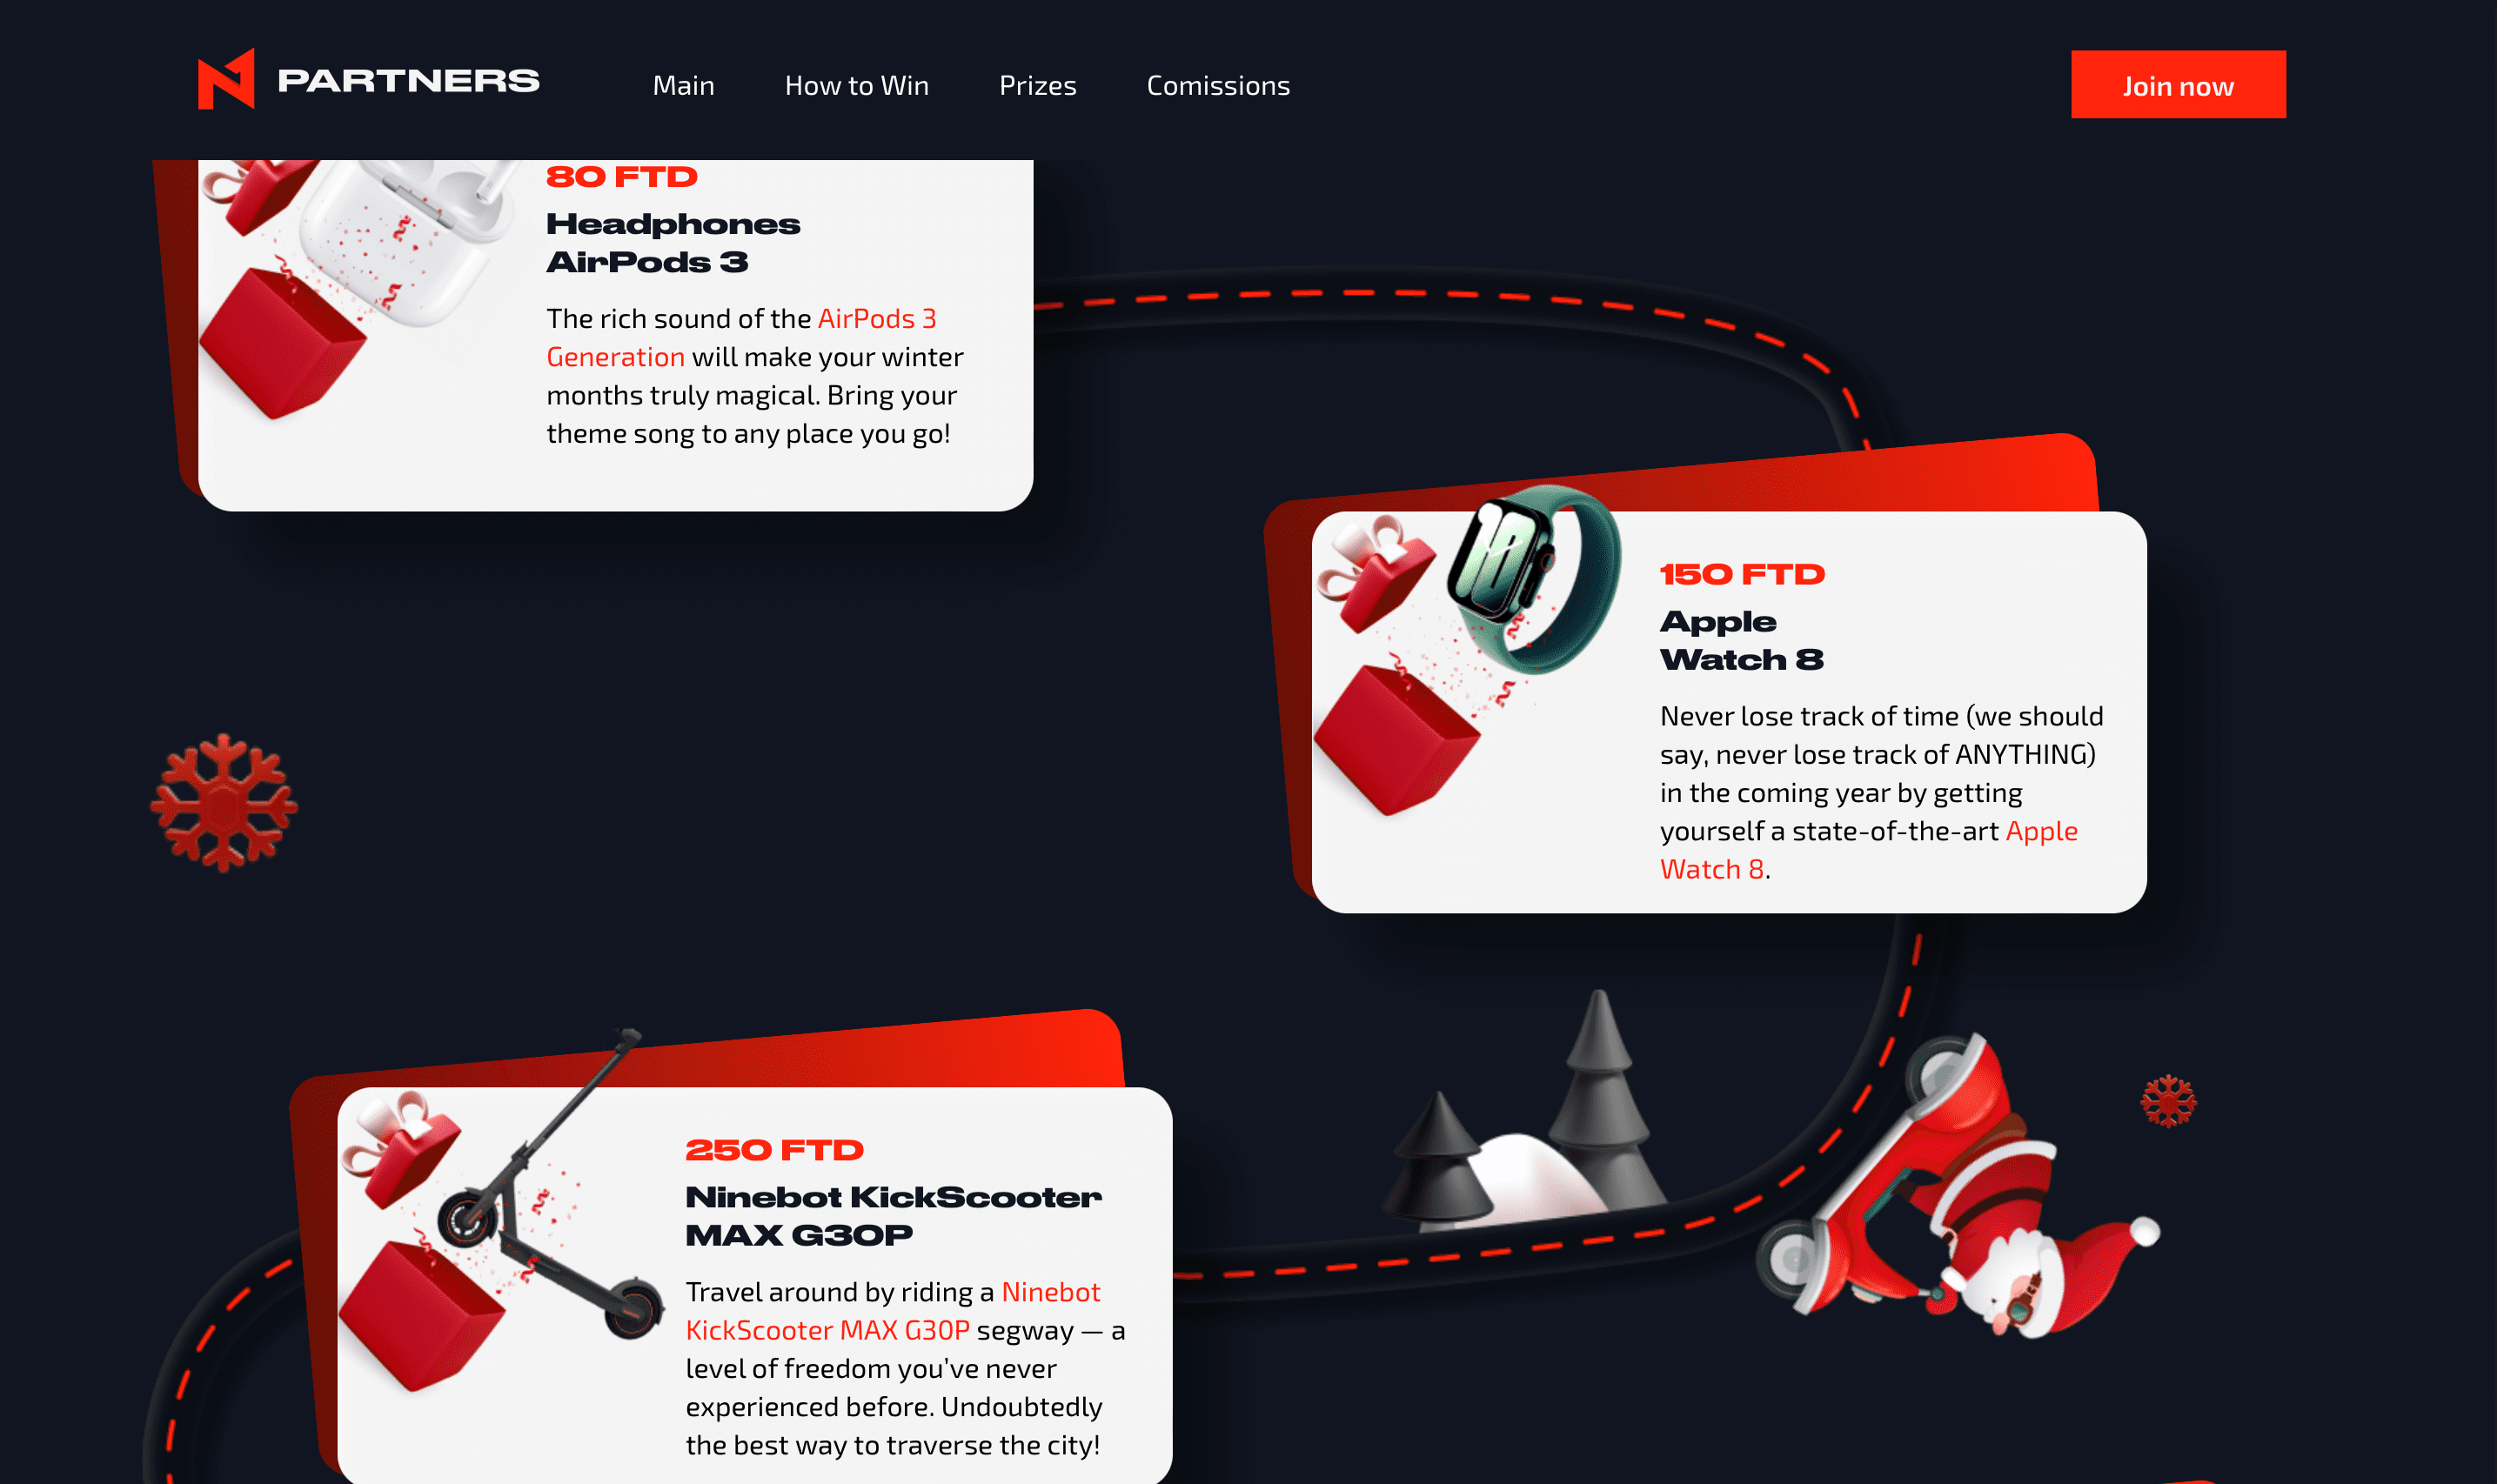 PARTNERS
Main
How to Win
Prizes
Comissions
Join now
80 FTD
Headphones
AirPods 3
The rich sound of the AirPods 3
Generation will make your winter
months truly magical. Bring your
theme song to any place you go!
150 FTD
Apple
Watch 8
Never lose track of time (we should
say, never lose track of ANYTHING)
in the coming year by getting
yourself a state-of-the-art Apple
Watch 8.
250 FTD
Ninebot KickScooter
MAX G30P
Travel around by riding a Ninebot
KickScooter MAX G30P segway — a
level of freedom you’ve never
experienced before. Undoubtedly
the best way to traverse the city!